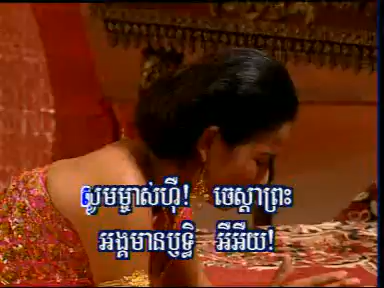 សូមម្ចាស់ហ៊ឺ! ចេស្តាព្រះ
អង្គមានឫទ្ធិ អឺអឺយ!